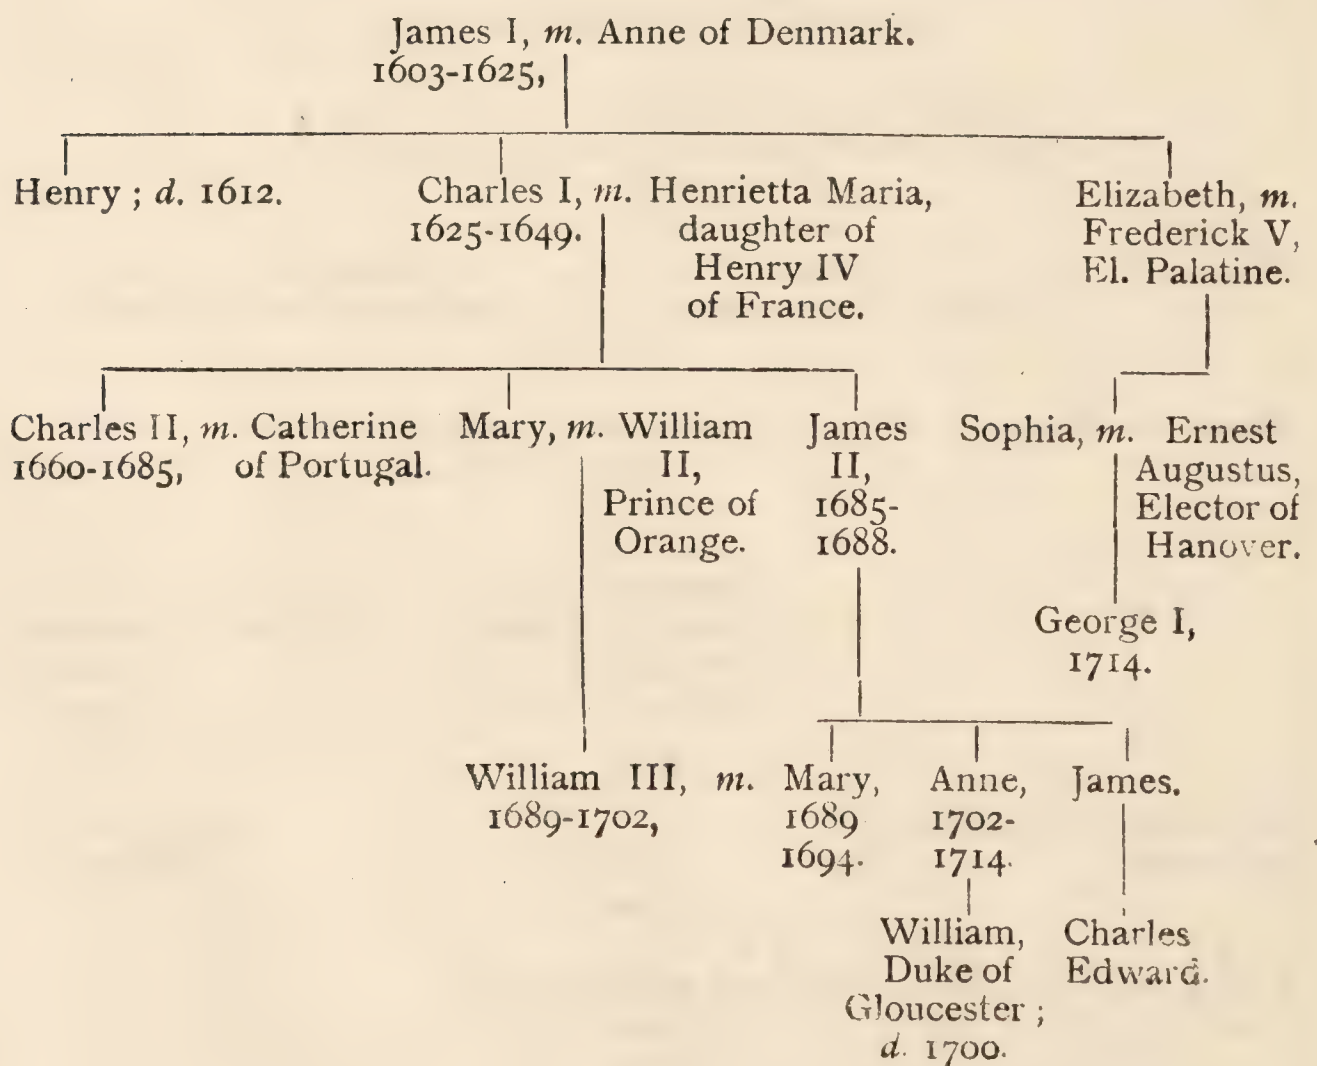 James I, m. Anne of Denmark.
1603-1625,
Henry ; d. 1612.
Charles I, m. Henrietta Maria,
1625-1649. daughter of
Henry IV
of France.
Elizabeth, m.
Frederick V,
El. Palatine.
Charles II, m. Catherine
1660-1685, of Portugal.
Mary, m. William
II,
Prince of
Orange.
James
II,
1685-
1688.
Sophia, m. Ernest
Augustus,
Elector of
Hanover.
George I,
1714.
William III, m. Mary,
1689-1702, 1689
1694.
Anne,
1702-
1714.
James.
William,
Duke of
Gloucester ;
d. 1700.
Charles
Edward.